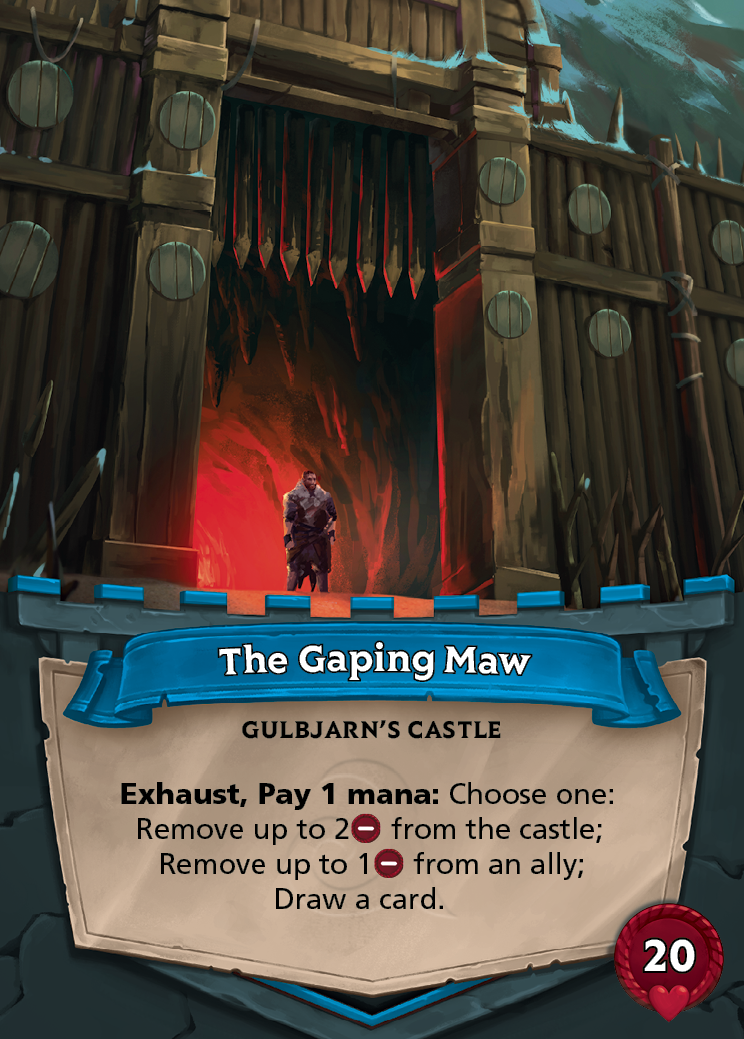 The Gaping Maw
GULBJARN'S CASTLE
Exhaust, Pay 1 mana: Choose one:
Remove up to 2 from the castle;
Remove up to 1 from an ally;
Draw a card.
20